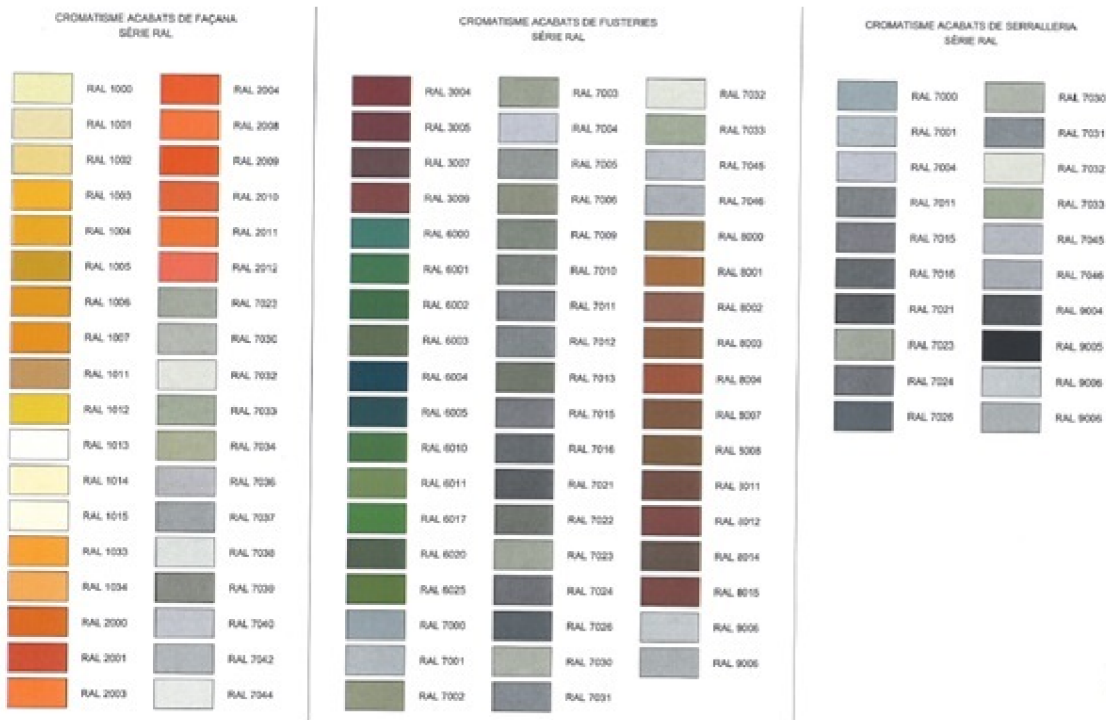 CROMATISME ACABATS DE FAÇANA
SÈRIE RAL
RAL 1000
RAL 1001
RAL 1002
RAL 1003
RAL 1004
RAL 1005
RAL 1006
RAL 1007
RAL 1011
RAL 1012
RAL 1013
RAL 1014
RAL 1015
RAL 1033
RAL 1034
RAL 2000
RAL 2001
RAL 2003
RAL 2004
RAL 2008
RAL 2009
RAL 2010
RAL 2011
RAL 2012
RAL 7023
RAL 7030
RAL 7032
RAL 7033
RAL 7034
RAL 7036
RAL 7037
RAL 7038
RAL 7039
RAL 7040
RAL 7042
RAL 7044
CROMATISME ACABATS DE FUSTERIES
SÈRIE RAL
RAL 3004
RAL 3005
RAL 3007
RAL 3009
RAL 6000
RAL 6001
RAL 6002
RAL 6003
RAL 6004
RAL 6005
RAL 6010
RAL 6011
RAL 6017
RAL 6020
RAL 6025
RAL 7000
RAL 7001
RAL 7002
RAL 7003
RAL 7004
RAL 7005
RAL 7006
RAL 7009
RAL 7010
RAL 7011
RAL 7012
RAL 7013
RAL 7015
RAL 7016
RAL 7021
RAL 7022
RAL 7023
RAL 7024
RAL 7026
RAL 7030
RAL 7031
RAL 7032
RAL 7033
RAL 7045
RAL 7046
RAL 8000
RAL 8001
RAL 8002
RAL 8003
RAL 8004
RAL 8007
RAL 8008
RAL 8011
RAL 8012
RAL 8014
RAL 8015
RAL 9006
RAL 9006
CROMATISME ACABATS DE SERRALLERIA
SÈRIE RAL
RAL 7000
RAL 7001
RAL 7004
RAL 7011
RAL 7015
RAL 7016
RAL 7021
RAL 7023
RAL 7024
RAL 7026
RAL 7030
RAL 7031
RAL 7032
RAL 7033
RAL 7045
RAL 7046
RAL 9004
RAL 9005
RAL 9006
RAL 9006